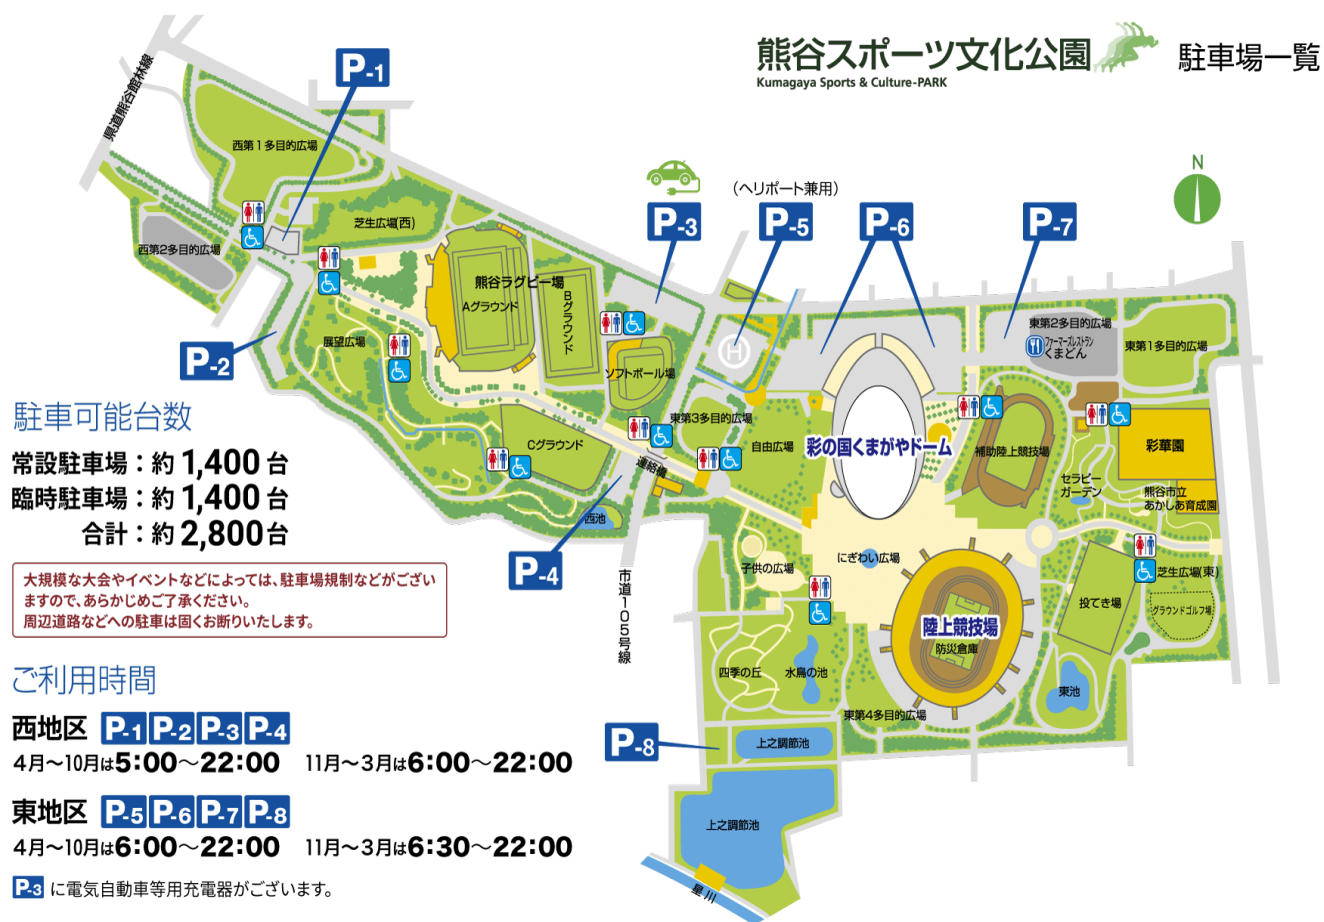 熊谷スポーツ文化公園
Kumagaya Sports & Culture-PARK
駐車場一覧
県道熊谷館林線
P-1
西第1多目的広場
N
(ヘリポート兼用)
P-3
P-5
P-6
P-7
芝生広場(西)
西第2多目的広場
熊谷ラグビー場
Aグラウンド
Bグラウンド
東第2多目的広場
ファーマーズレストラン
くまどん
東第1多目的広場
H
展望広場
P-2
ソフトボール場
東第3多目的広場
自由広場
彩の国くまがやドーム
補助陸上競技場
彩華園
Cグラウンド
連絡橋
セラピー
ガーデン
熊谷市立
あかしあ育成園
西池
P-4
にぎわい広場
子供の広場
市道105号線
投てき場
芝生広場(東)
グラウンドゴルフ場
陸上競技場
防災倉庫
四季の丘
水鳥の池
東池
東第4多目的広場
P-8
上之調節池
上之調節池
星川
駐車可能台数
常設駐車場:約1,400台
臨時駐車場:約1,400台
合計:約2,800台
大規模な大会やイベントなどによっては、駐車場規制などがござい
ますので、あらかじめご了承ください。
周辺道路などへの駐車は固くお断りいたします。
ご利用時間
西地区 P-1 P-2 P-3 P-4
4月〜10月は5:00〜22:00 11月〜3月は6:00〜22:00
東地区 P-5 P-6 P-7 P-8
4月〜10月は6:00〜22:00 11月〜3月は6:30〜22:00
P-3 に電気自動車等用充電器がございます。